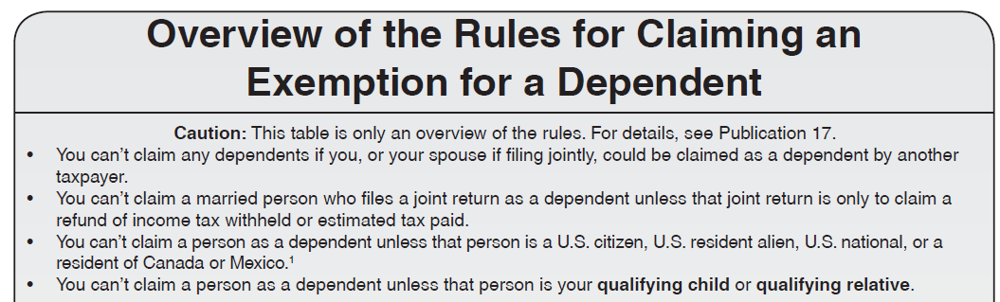 Overview of the Rules for Claiming an
Exemption for a Dependent
Caution: This table is only an overview of the rules. For details, see Publication 17.
• You can't claim any dependents if you, or your spouse if filing jointly, could be claimed as a dependent by another
taxpayer.
• You can't claim a married person who files a joint return as a dependent unless that joint return is only to claim a
refund of income tax withheld or estimated tax paid.
• You can't claim a person as a dependent unless that person is a U.S. citizen, U.S. resident alien, U.S. national, or a
resident of Canada or Mexico.¹
• You can't claim a person as a dependent unless that person is your qualifying child or qualifying relative.